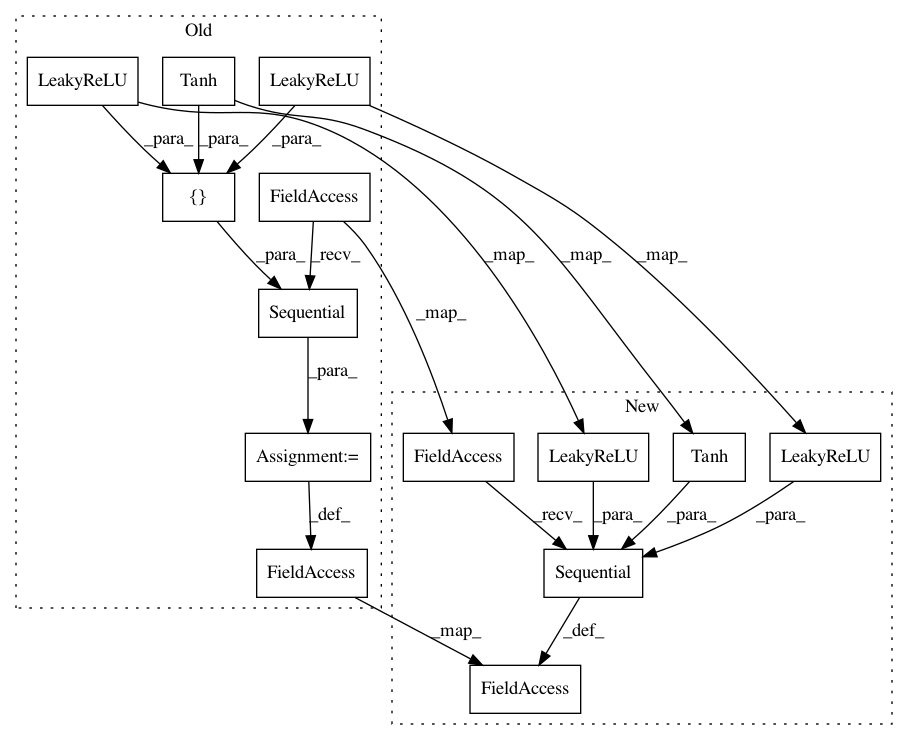 Old
LeakyReLU Tanh LeakyReLU
_para_ _para_ _para_
{} FieldAccess
_para_ _recv_ _map_ _map_ _map_
Sequential _map_
_para_
New
Assignment:= FieldAccess LeakyReLU Tanh LeakyReLU
_def_ _recv_ _para_ _para_ _para_
FieldAccess Sequential
_map_ _def_
FieldAccess